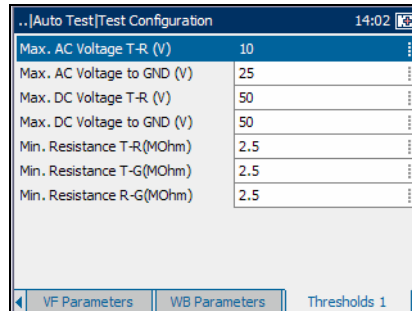 ..|Auto Test|Test Configuration 14:02
Max. AC Voltage T-R (V) 10
Max. AC Voltage to GND (V) 25
Max. DC Voltage T-R (V) 50
Max. DC Voltage to GND (V) 50
Min. Resistance T-R(MOhm) 2.5
Min. Resistance T-G(MOhm) 2.5
Min. Resistance R-G(MOhm) 2.5
VF Parameters WB Parameters Thresholds 1